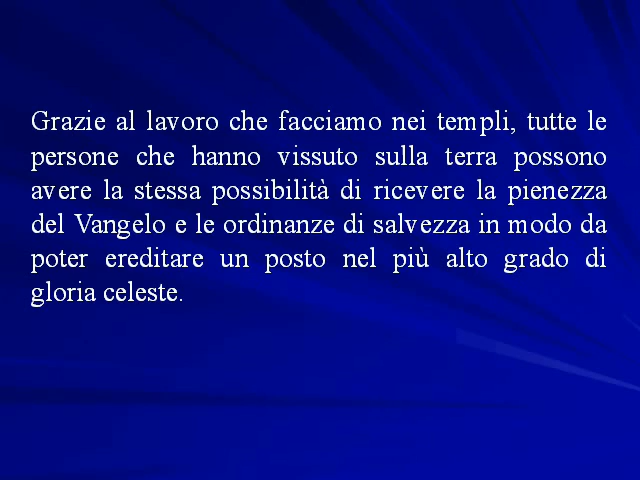 Grazie al lavoro che facciamo nei templi, tutte le
persone che hanno vissuto sulla terra possono
avere la stessa possibilità di ricevere la pienezza
del Vangelo e le ordinanze di salvezza in modo da
poter ereditare un posto nel più alto grado di
gloria celeste.